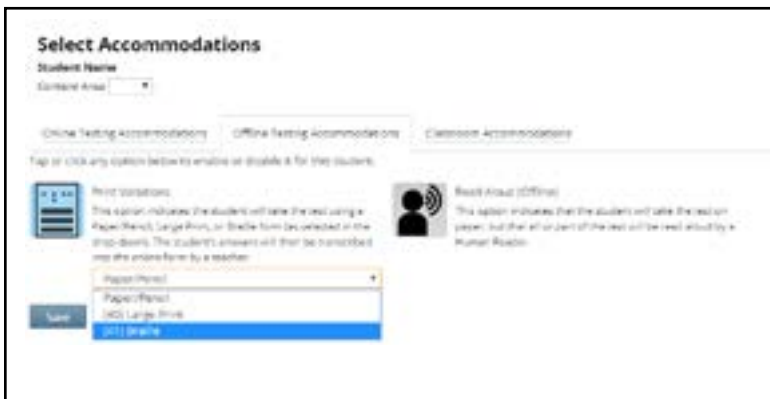 Select Accommodations
Student Name
Content Area
Online Testing Accommodations
Offline Testing Accommodations
Classroom Accommodations
Tap or click any option below to enable or disable it for this student.
Print Variations
This option indicates the student will take the test using a
Paper/Pencil, Large Print, or Braille form (as selected in the
drop down). The student's answers will then be transcribed
into the online form by a teacher.
Paper/Pencil
Paper/Pencil
Large Print
Braille
Save
Read Aloud (Offline)
This option indicates that the student will take the test on
paper, but that all or part of the test will be read aloud by a
Human Reader.